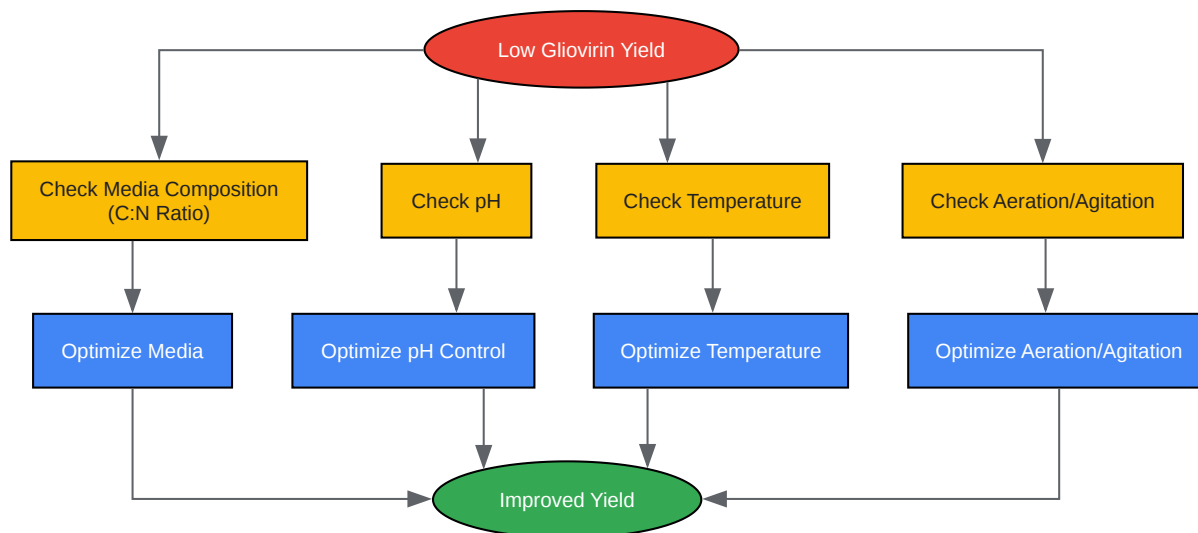 Low Gliovirin Yield
Check Media Composition
(C:N Ratio)
Check pH
Check Temperature
Check Aeration/Agitation
Optimize Media
Optimize pH Control
Optimize Temperature
Optimize Aeration/Agitation
Improved Yield